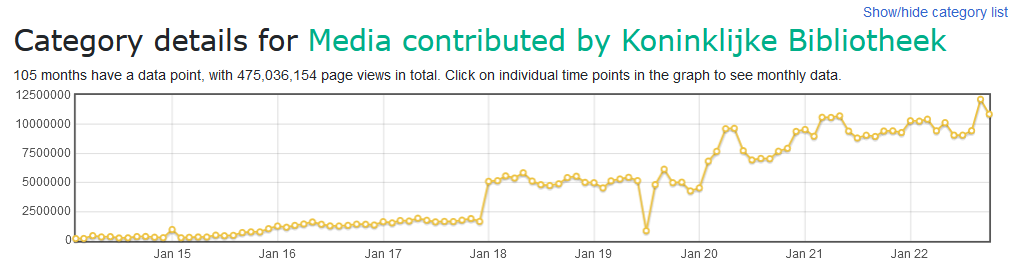 Show/hide category list
Category details for Media contributed by Koninklijke Bibliotheek
105 months have a data point, with 475,036,154 page views in total. Click on individual time points in the graph to see monthly data.
12500000
10000000
7500000
5000000
2500000
0
Jan 15 Jan 16 Jan 17 Jan 18 Jan 19 Jan 20 Jan 21 Jan 22